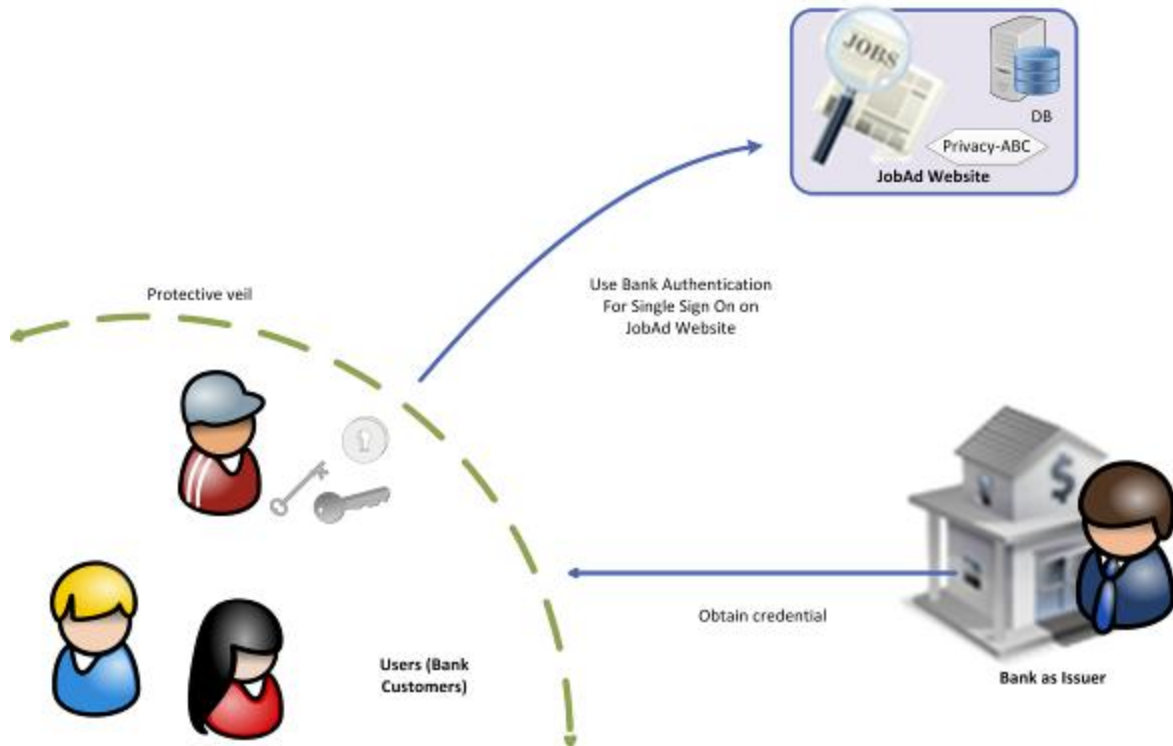 JOBS
DB
Privacy-ABC
JobAd Website
Use Bank Authentication
For Single Sign On on
JobAd Website
Protective veil
$
Obtain credential
Users (Bank
Customers)
Bank as Issuer